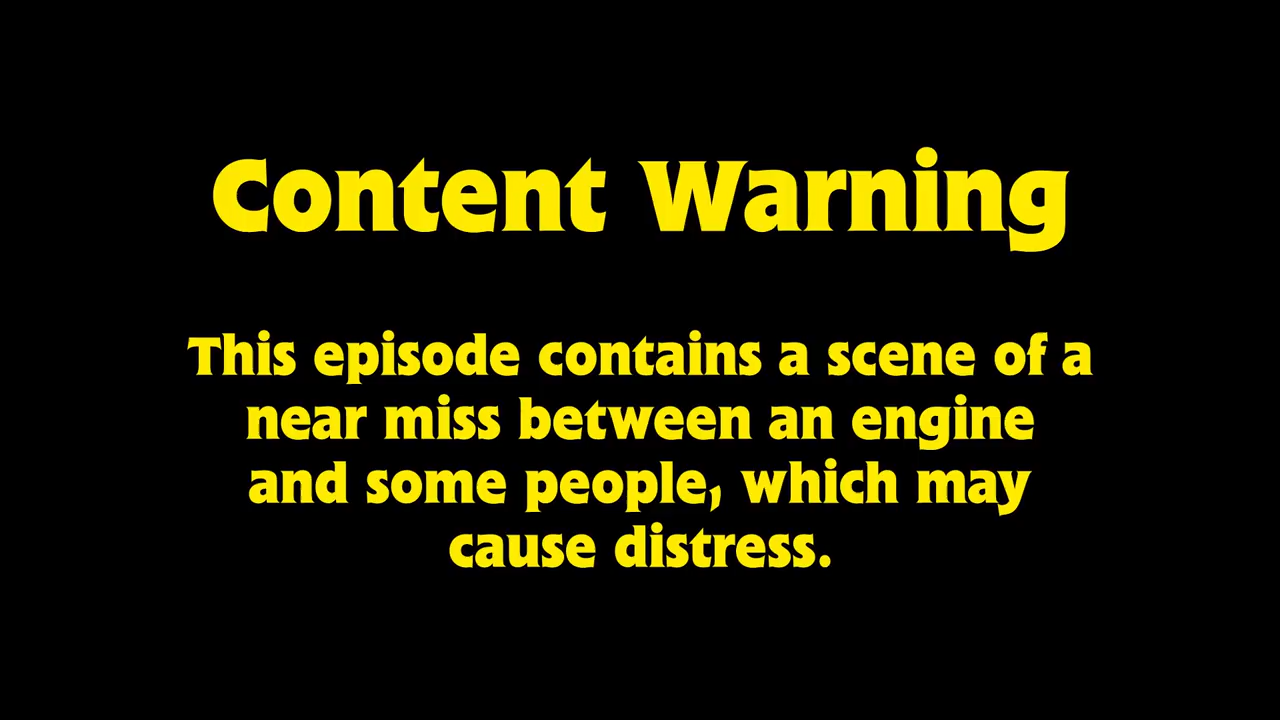 Content Warning
This episode contains a scene of a
near miss between an engine
and some people, which may
cause distress.